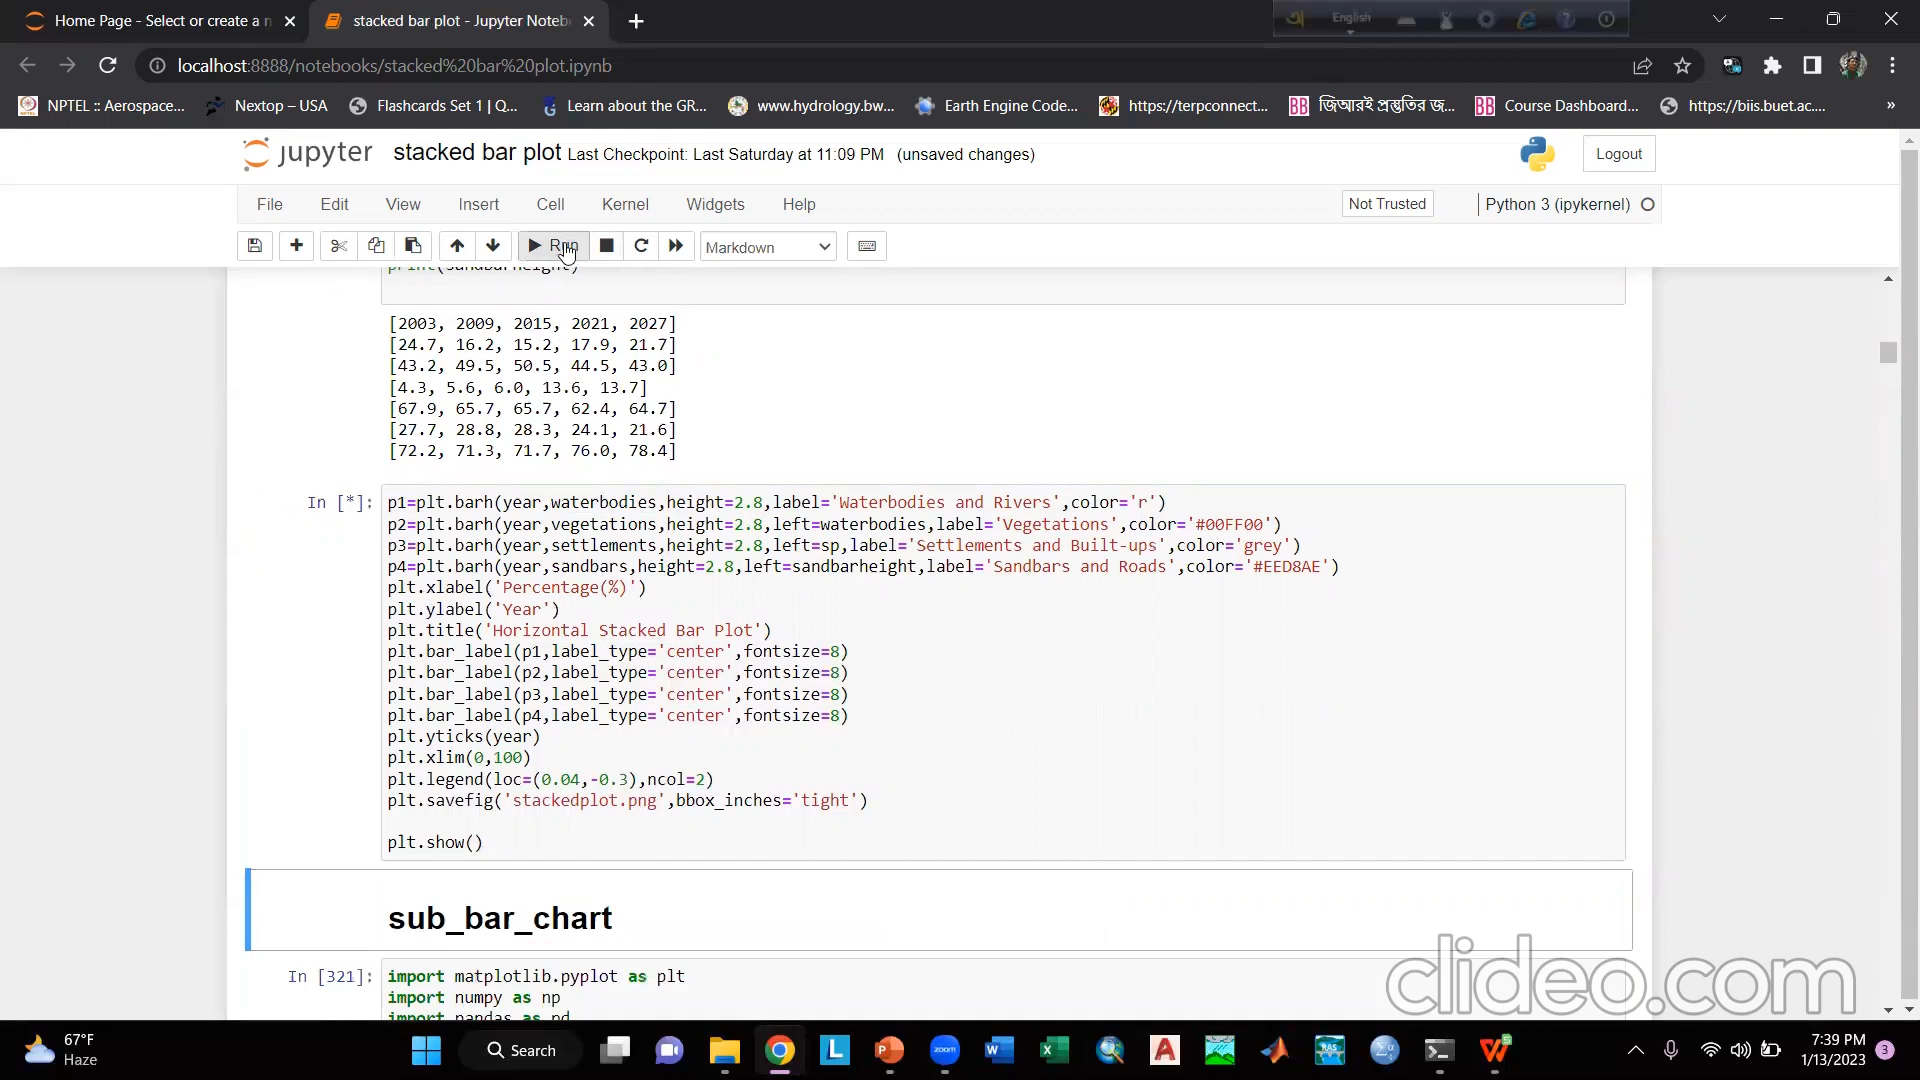 Home Page - Select or create a n
stacked bar plot - Jupyter Noteb
English
localhost:8888/notebooks/stacked%20bar%20plot.ipynb
NPTEL :: Aerospace...
Nextop – USA
Flashcards Set 1 | Q...
Learn about the GR...
www.hydrology.bw...
Earth Engine Code...
https://terpconnect...
জিআরই প্রস্তুতির জ...
Course Dashboard...
https://biis.buet.ac....
jupyter
stacked bar plot Last Checkpoint: Last Saturday at 11:09 PM (unsaved changes)
Logout
File Edit View Insert Cell Kernel Widgets Help
Not Trusted
Python 3 (ipykernel)
Run
Markdown
print(sandbarheight)
[2003, 2009, 2015, 2021, 2027]
[24.7, 16.2, 15.2, 17.9, 21.7]
[43.2, 49.5, 50.5, 44.5, 43.0]
[4.3, 5.6, 6.0, 13.6, 13.7]
[67.9, 65.7, 65.7, 62.4, 64.7]
[27.7, 28.8, 28.3, 24.1, 21.6]
[72.2, 71.3, 71.7, 76.0, 78.4]
In [*]:
p1=plt.barh(year,waterbodies,height=2.8,label='Waterbodies and Rivers',color='r')
p2=plt.barh(year,vegetations,height=2.8,left=waterbodies,label='Vegetations',color='#00FF00')
p3=plt.barh(year,settlements,height=2.8,left=sp,label='Settlements and Built-ups',color='grey')
p4=plt.barh(year,sandbars,height=2.8,left=sandbarheight,label='Sandbars and Roads',color='#EED8AE')
plt.xlabel('Percentage(%)')
plt.ylabel('Year')
plt.title('Horizontal Stacked Bar Plot')
plt.bar_label(p1,label_type='center',fontsize=8)
plt.bar_label(p2,label_type='center',fontsize=8)
plt.bar_label(p3,label_type='center',fontsize=8)
plt.bar_label(p4,label_type='center',fontsize=8)
plt.yticks(year)
plt.xlim(0,100)
plt.legend(loc=(0.04,-0.3),ncol=2)
plt.savefig('stackedplot.png',bbox_inches='tight')
plt.show()
sub_bar_chart
In [321]:
import matplotlib.pyplot as plt
import numpy as np
import pandas as pd
clideo.com
67°F
Haze
Search
7:39 PM
1/13/2023
3